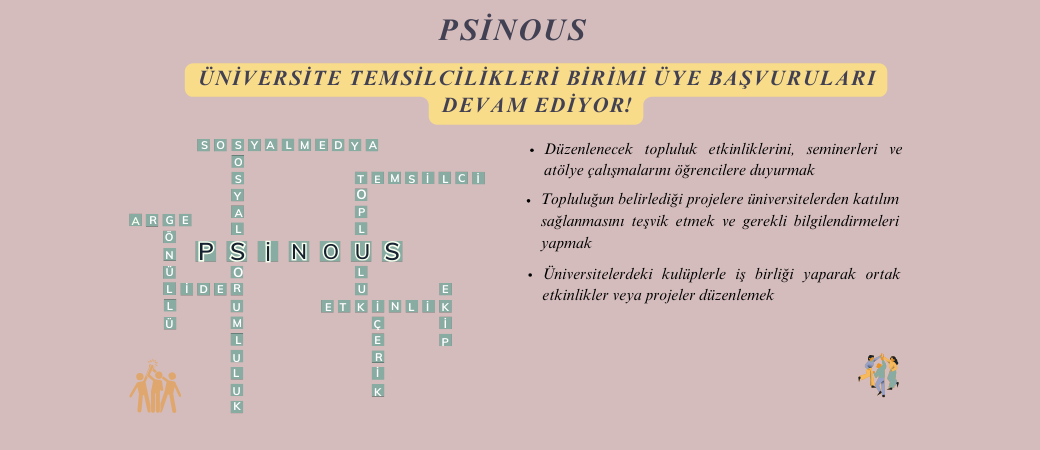 PSİNOUS
ÜNİVERSİTE TEMSİLCİLİKLERİ BİRİMİ ÜYE BAŞVURULARI
DEVAM EDİYOR!
SOSYALMEDYA
SOSYALSORUMLULUK
TEMSİLCİ
TOPLULUK
ARGE
GÖNÜLLÜ
PSİNOUS
LİDER
ETKİNLİK
EKİP
İÇERİK
• Düzenlenecek topluluk etkinliklerini, seminerleri ve
atölye çalışmalarını öğrencilere duyurmak
• Topluluğun belirlediği projelere üniversitelerden katılım
sağlanmasını teşvik etmek ve gerekli bilgilendirmeleri
yapmak
• Üniversitelerdeki kulüplerle iş birliği yaparak ortak
etkinlikler veya projeler düzenlemek